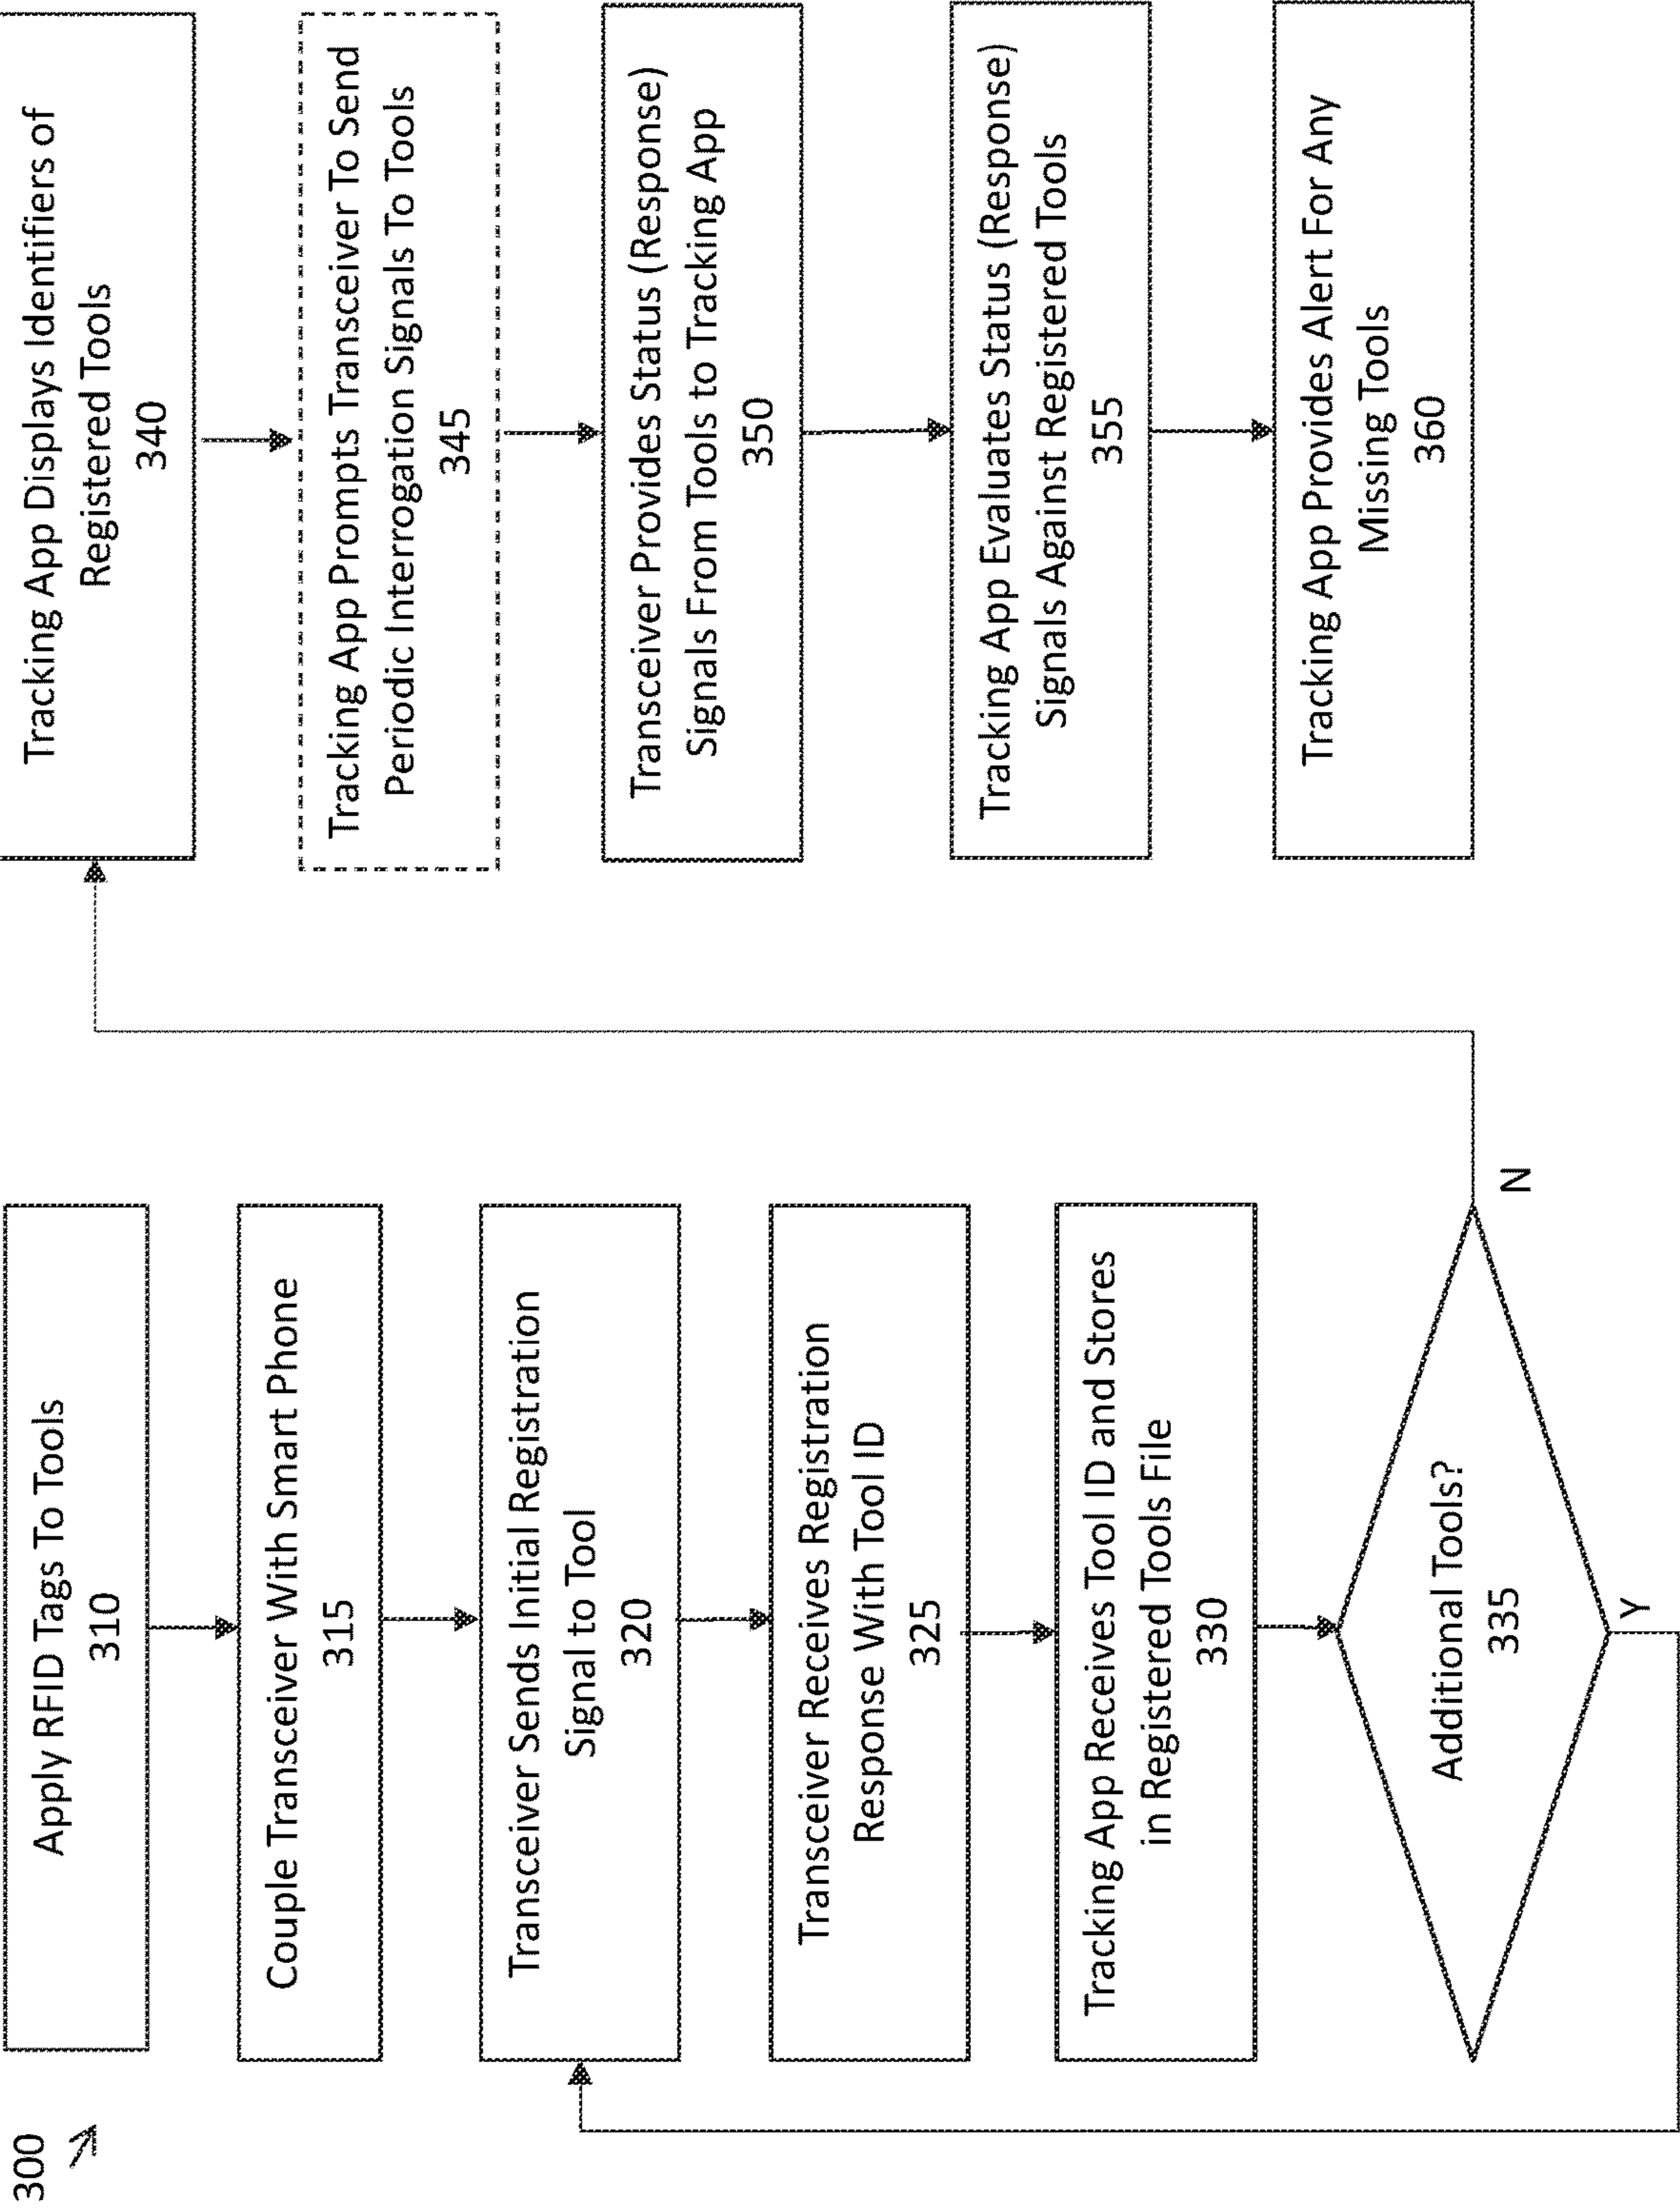 300
Apply RFID Tags To Tools
310
Couple Transceiver With Smart Phone
315
Transceiver Sends Initial Registration
Signal to Tool
320
Transceiver Receives Registration
Response With Tool ID
325
Tracking App Receives Tool ID and Stores
in Registered Tools File
330
Additional Tools?
335
Y
N
Tracking App Displays Identifiers of
Registered Tools
340
Tracking App Prompts Transceiver To Send
Periodic Interrogation Signals To Tools
345
Transceiver Provides Status (Response)
Signals From Tools to Tracking App
350
Tracking App Evaluates Status (Response)
Signals Against Registered Tools
355
Tracking App Provides Alert For Any
Missing Tools
360